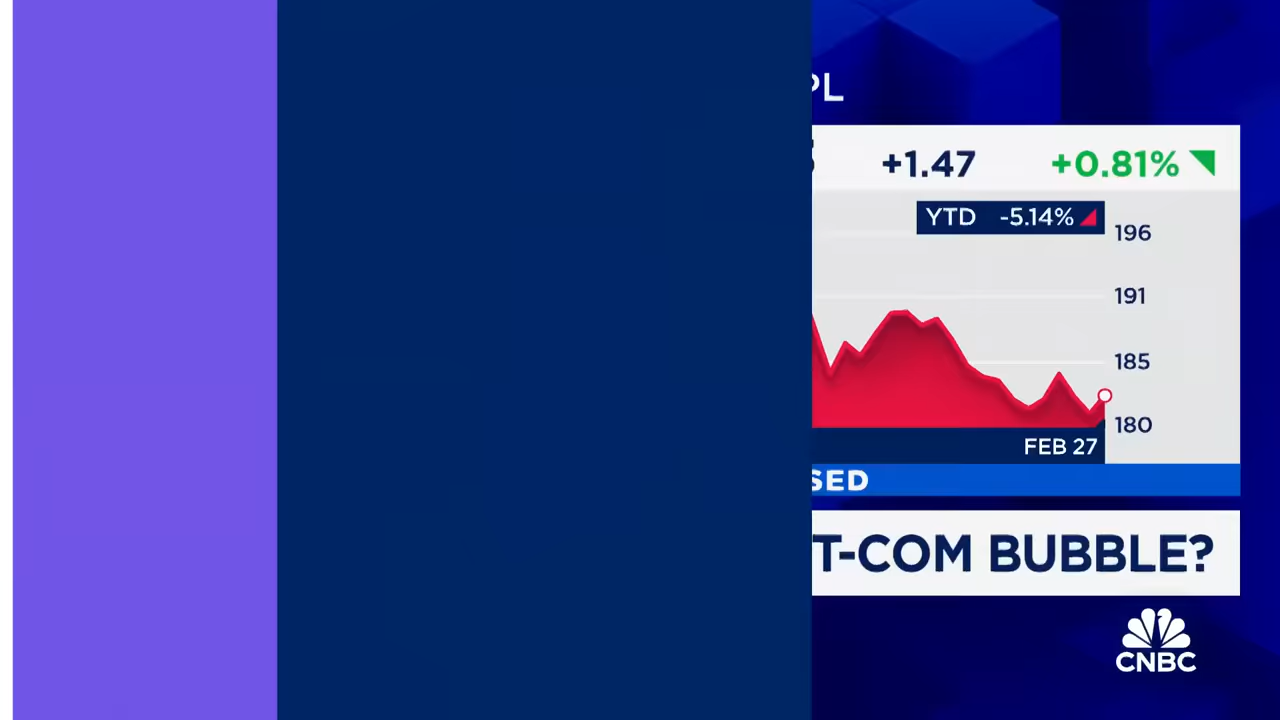 PL
+1.47 +0.81%
YTD -5.14%
196
191
185
180
FEB 27
SED
T-COM BUBBLE?
CNBC